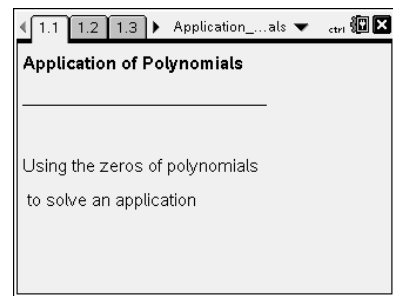 1.1 1.2 1.3 Application_...als ctrl
Application of Polynomials
Using the zeros of polynomials
to solve an application